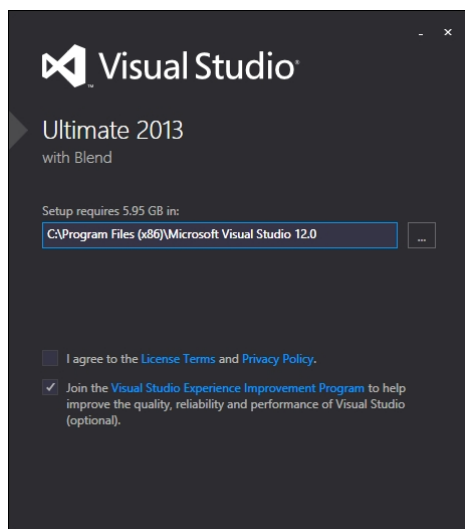 Visual Studio
Ultimate 2013
with Blend
Setup requires 5.95 GB in:
C:\Program Files (x86)\Microsoft Visual Studio 12.0
...
I agree to the License Terms and Privacy Policy.
Join the Visual Studio Experience Improvement Program to help
improve the quality, reliability and performance of Visual Studio
(optional).